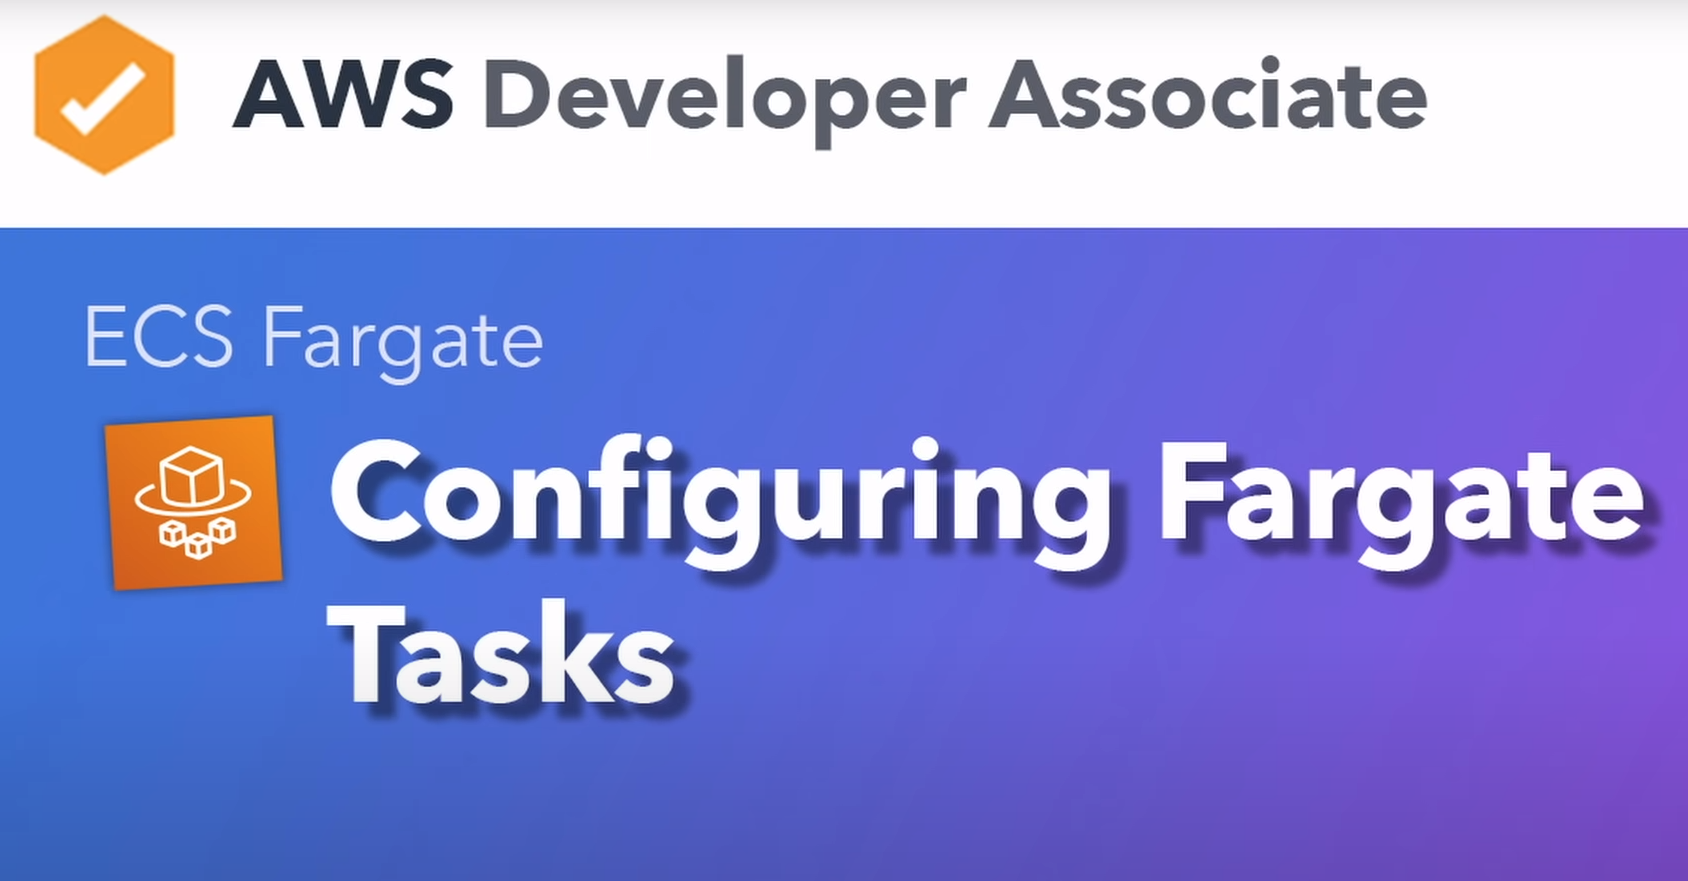 AWS Developer Associate
ECS Fargate
Configuring Fargate
Tasks